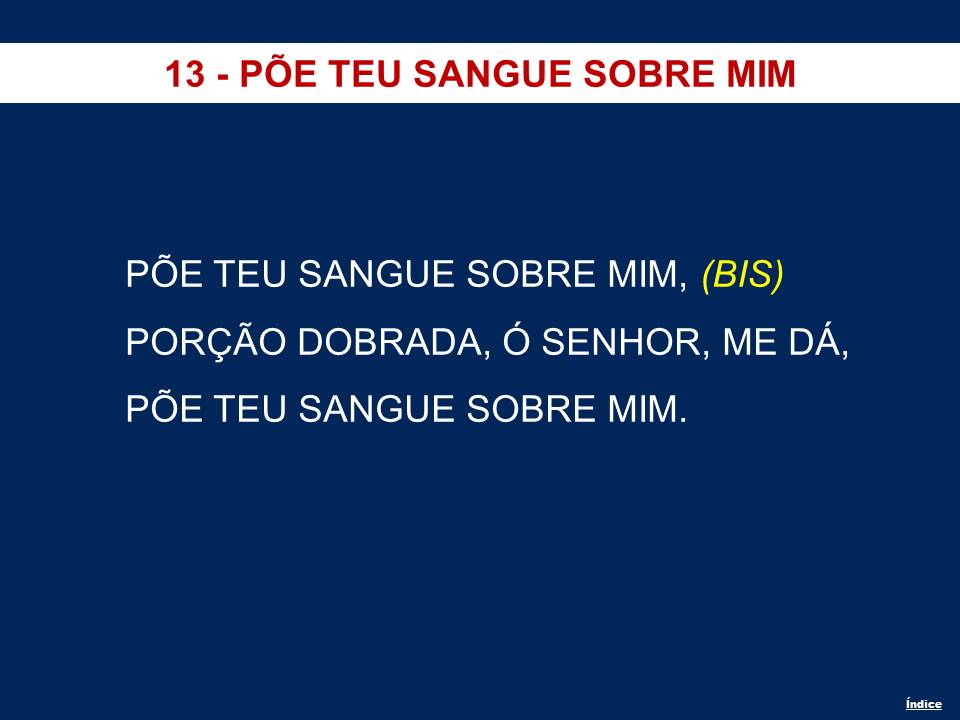 13 - PÕE TEU SANGUE SOBRE MIM
PÕE TEU SANGUE SOBRE MIM, (BIS)
PORÇÃO DOBRADA, Ó SENHOR, ME DÁ,
PÕE TEU SANGUE SOBRE MIM.
Índice